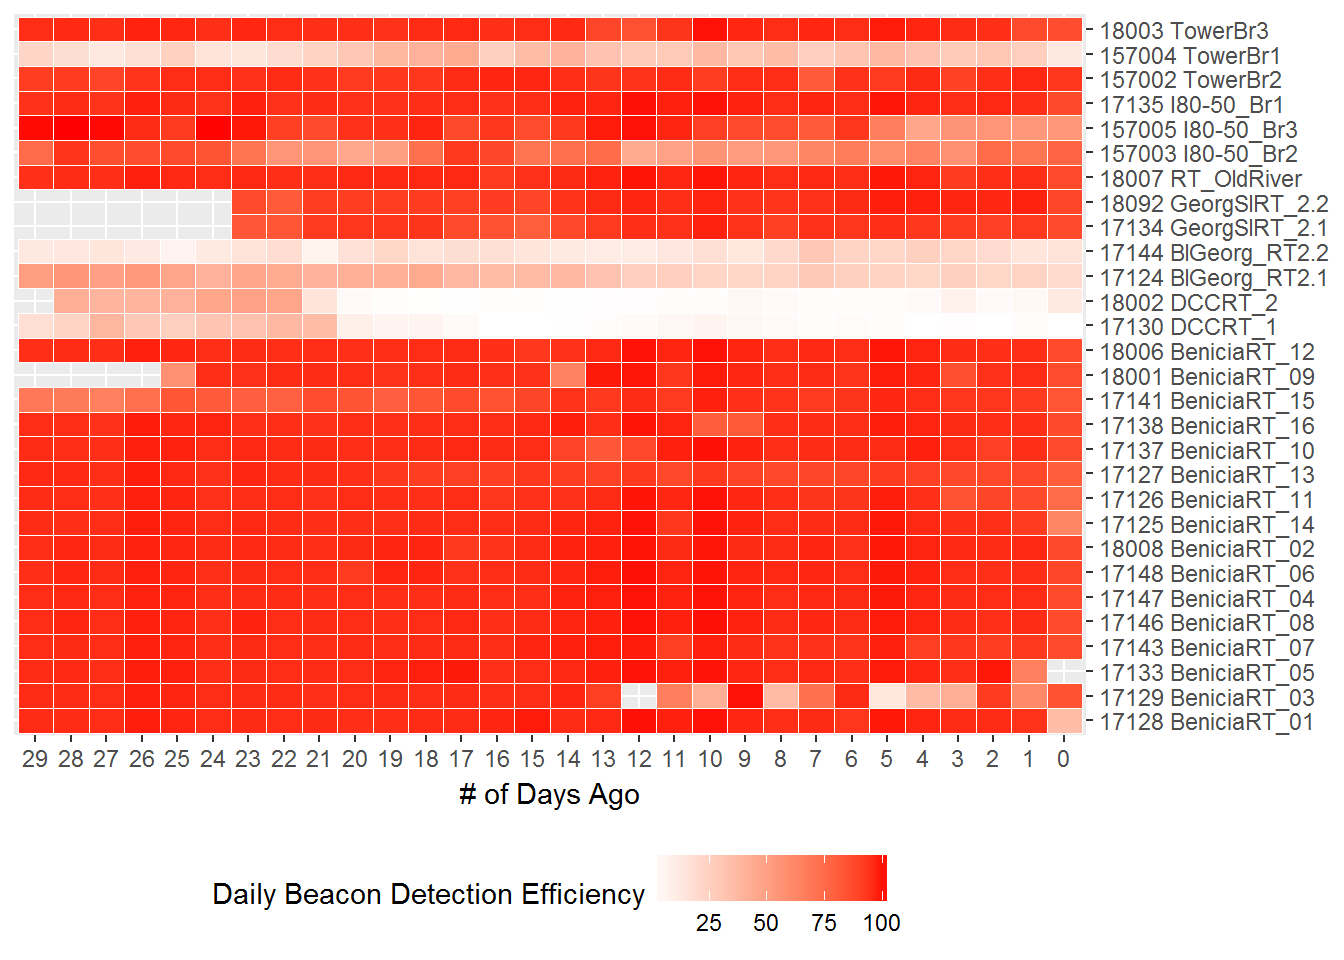 18003 TowerBr3
157004 TowerBr1
157002 TowerBr2
17135 I80-50_Br1
157005 I80-50_Br3
157003 I80-50_Br2
18007 RT_OldRiver
18092 GeorgSlRT_2.2
17134 GeorgSlRT_2.1
17144 BlGeorg_RT2.2
17124 BlGeorg_RT2.1
18002 DCCRT_2
17130 DCCRT_1
18006 BeniciaRT_12
18001 BeniciaRT_09
17141 BeniciaRT_15
17138 BeniciaRT_16
17137 BeniciaRT_10
17127 BeniciaRT_13
17126 BeniciaRT_11
17125 BeniciaRT_14
18008 BeniciaRT_02
17148 BeniciaRT_06
17147 BeniciaRT_04
17146 BeniciaRT_08
17143 BeniciaRT_07
17133 BeniciaRT_05
17129 BeniciaRT_03
17128 BeniciaRT_01
29 28 27 26 25 24 23 22 21 20 19 18 17 16 15 14 13 12 11 10 9 8 7 6 5 4 3 2 1 0
# of Days Ago
Daily Beacon Detection Efficiency
25 50 75 100